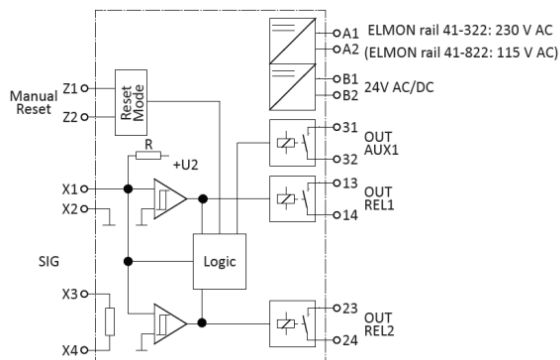 A1 ELMON rail 41-322: 230 V AC
A2 (ELMON rail 41-822: 115 V AC)
B1
B2
24V AC/DC
Manual
Reset
Z1
Z2
Reset
Mode
31
32
OUT
AUX1
R
+U2
X1
X2
13
14
OUT
REL1
SIG
Logic
X3
X4
23
24
OUT
REL2